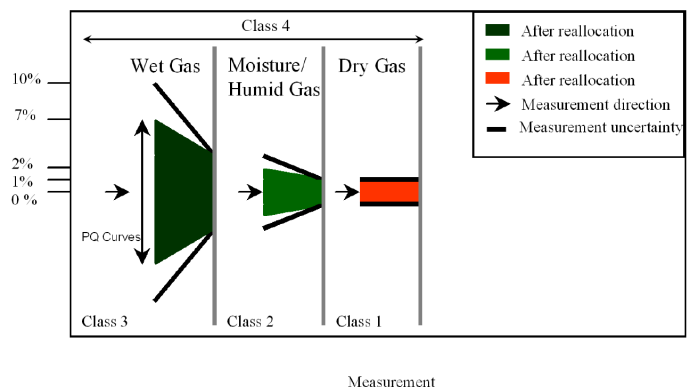 Class 4
After reallocation
After reallocation
After reallocation
Measurement direction
Measurement uncertainty
Wet Gas
Moisture/
Humid Gas
Dry Gas
10%
7%
2%
1%
0 %
PQ Curves
Class 3
Class 2
Class 1
Measurement